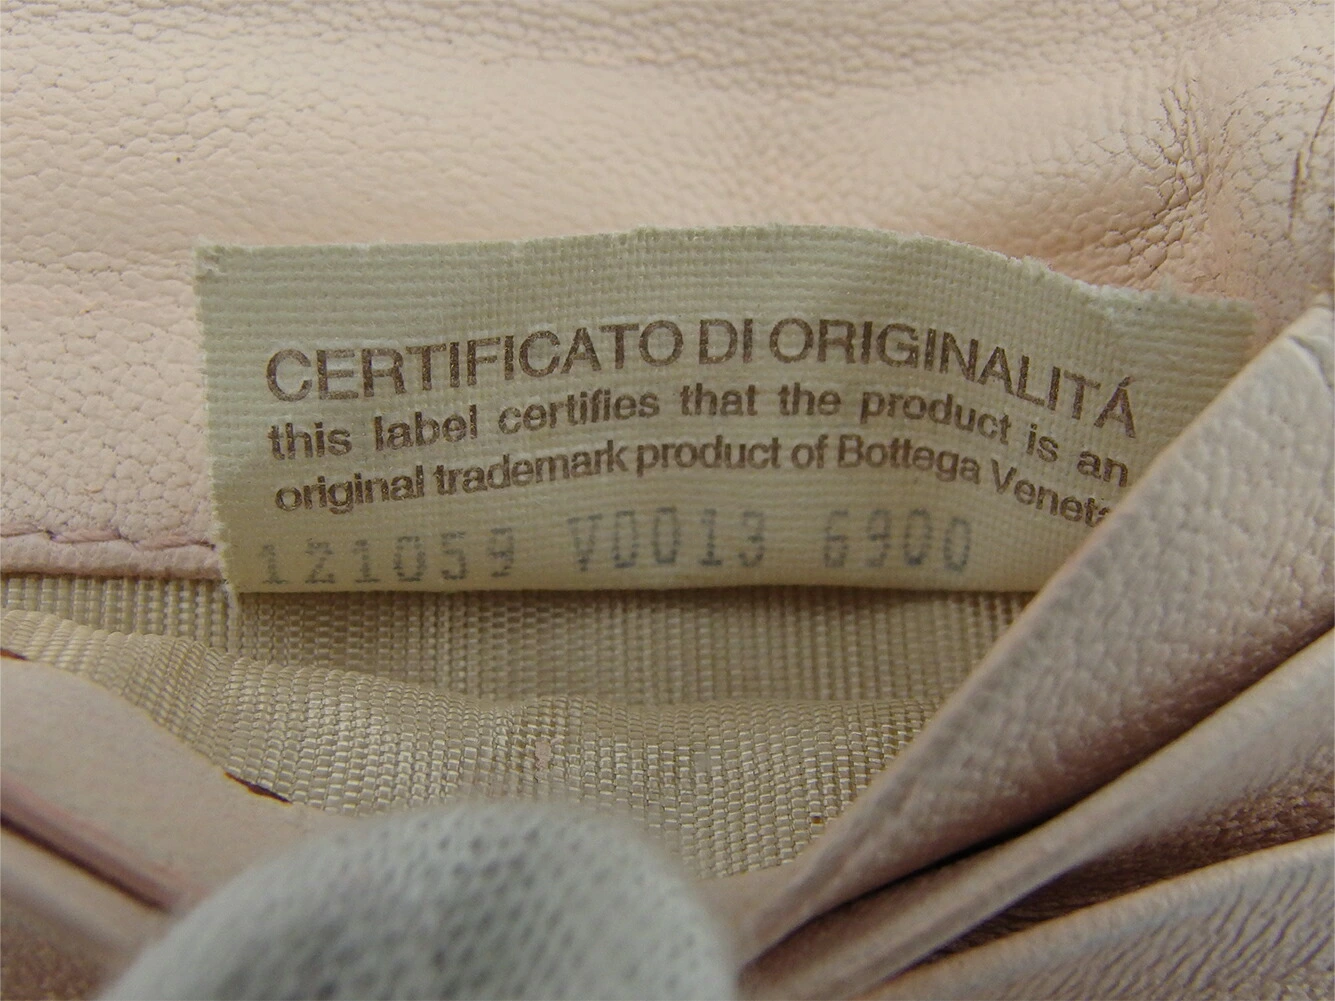 CERTIFICATO DI ORIGINALITÁ
this label certifies that the product is an
original trademark product of Bottega Veneta
121059 V0013 6900